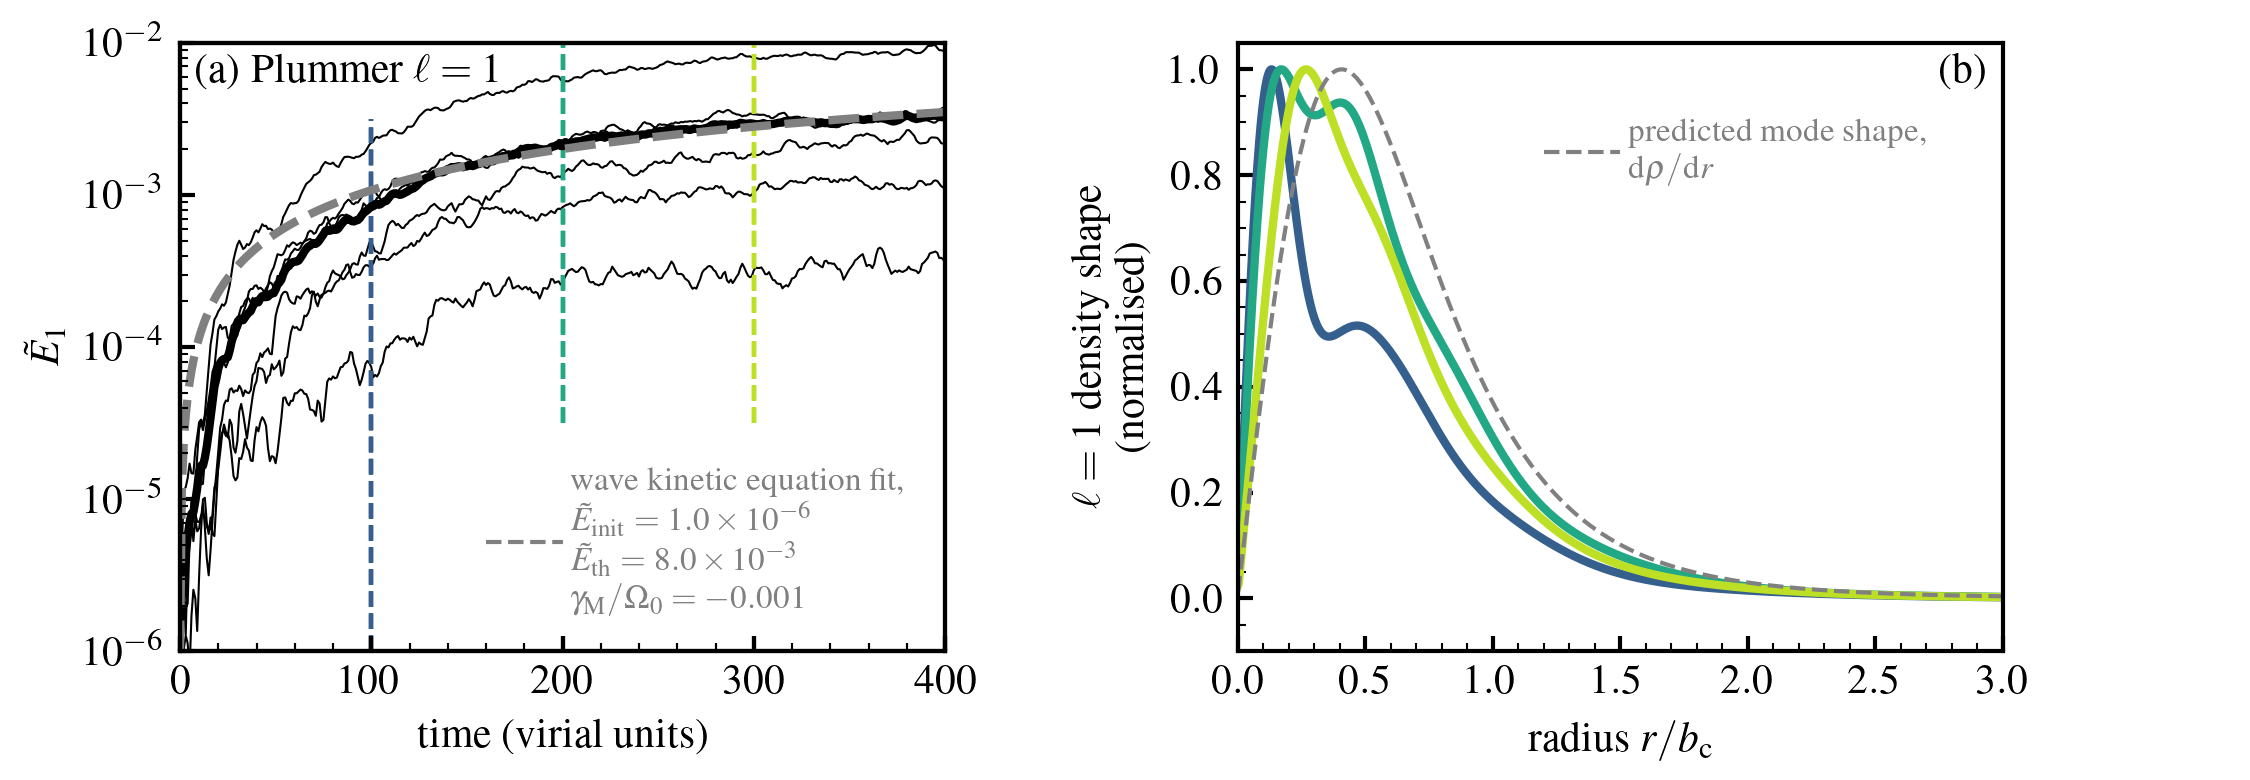 (a) Plummer ℓ = 1
10⁻²
10⁻³
10⁻⁴
10⁻⁵
10⁻⁶
Ẽ₁
wave kinetic equation fit,
Ẽ_init = 1.0 × 10⁻⁶
Ẽ_th = 8.0 × 10⁻³
γ_M/Ω₀ = −0.001
0 100 200 300 400
time (virial units)
(b)
1.0
0.8
0.6
0.4
0.2
0.0
ℓ = 1 density shape
(normalised)
predicted mode shape,
dρ/dr
0.0 0.5 1.0 1.5 2.0 2.5 3.0
radius r/b_c